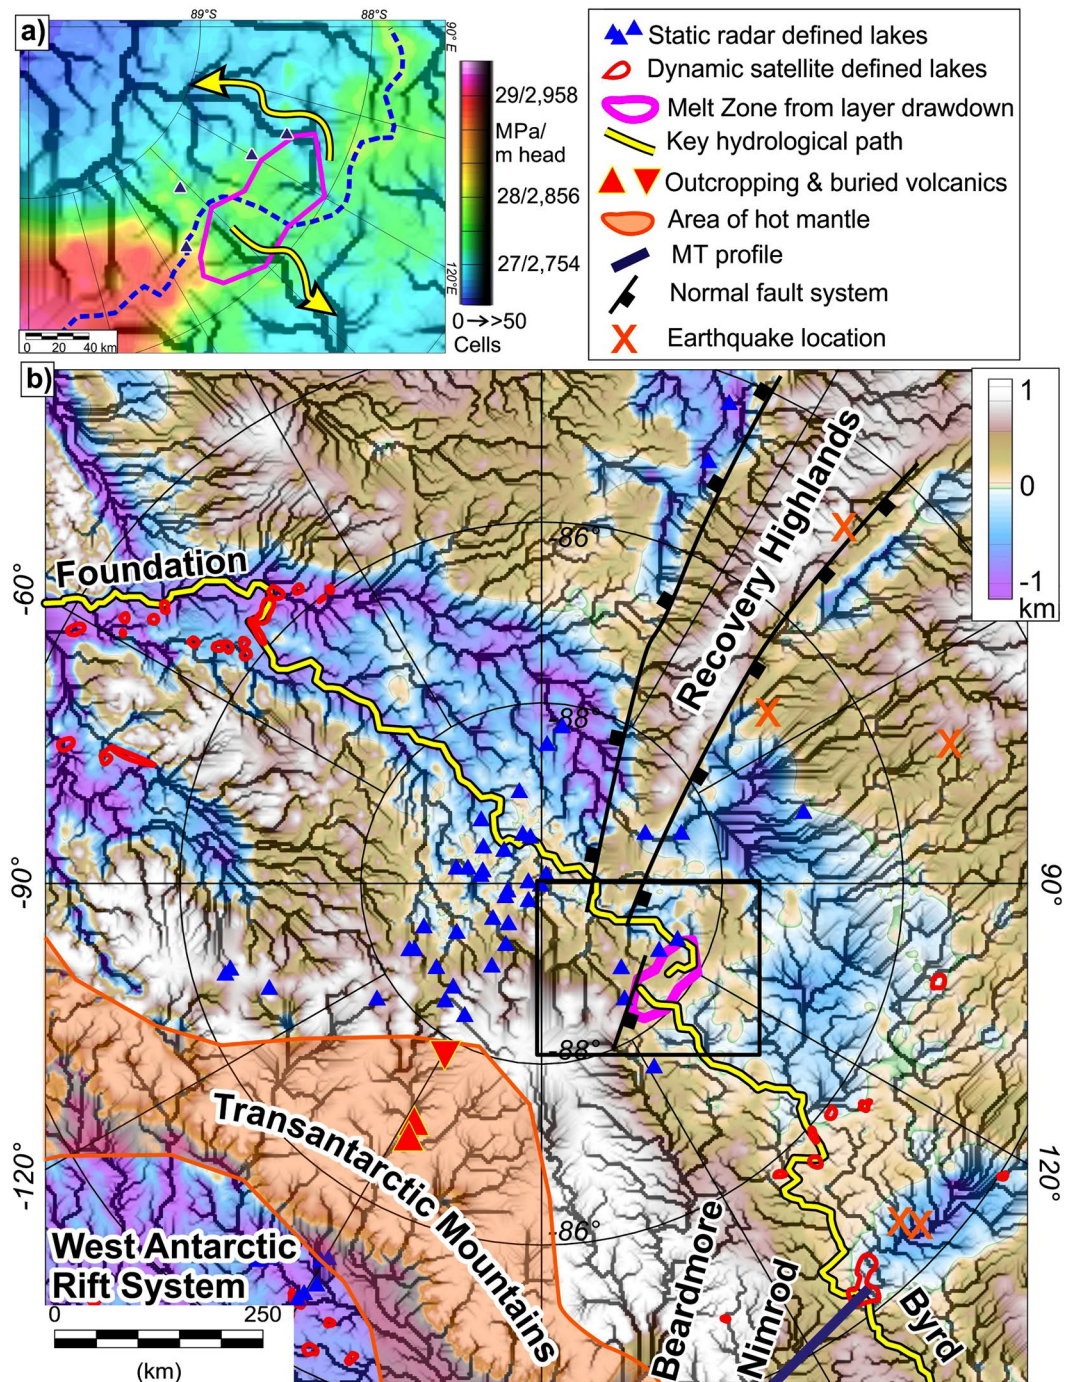 a)
89°S
88°S
90° E
120°E
0 20 40 km
29/2,958
MPa/
m head
28/2,856
27/2,754
0→>50
Cells
Static radar defined lakes
Dynamic satellite defined lakes
Melt Zone from layer drawdown
Key hydrological path
Outcropping & buried volcanics
Area of hot mantle
MT profile
Normal fault system
Earthquake location
b)
1
0
-1
km
Foundation
Recovery Highlands
-86°
-88°
-60°
-90°
90°
-88°
-120°
120°
Transantarctic Mountains
-86°
West Antarctic
Rift System
Beardmore
Nimrod
Byrd
0 250
(km)